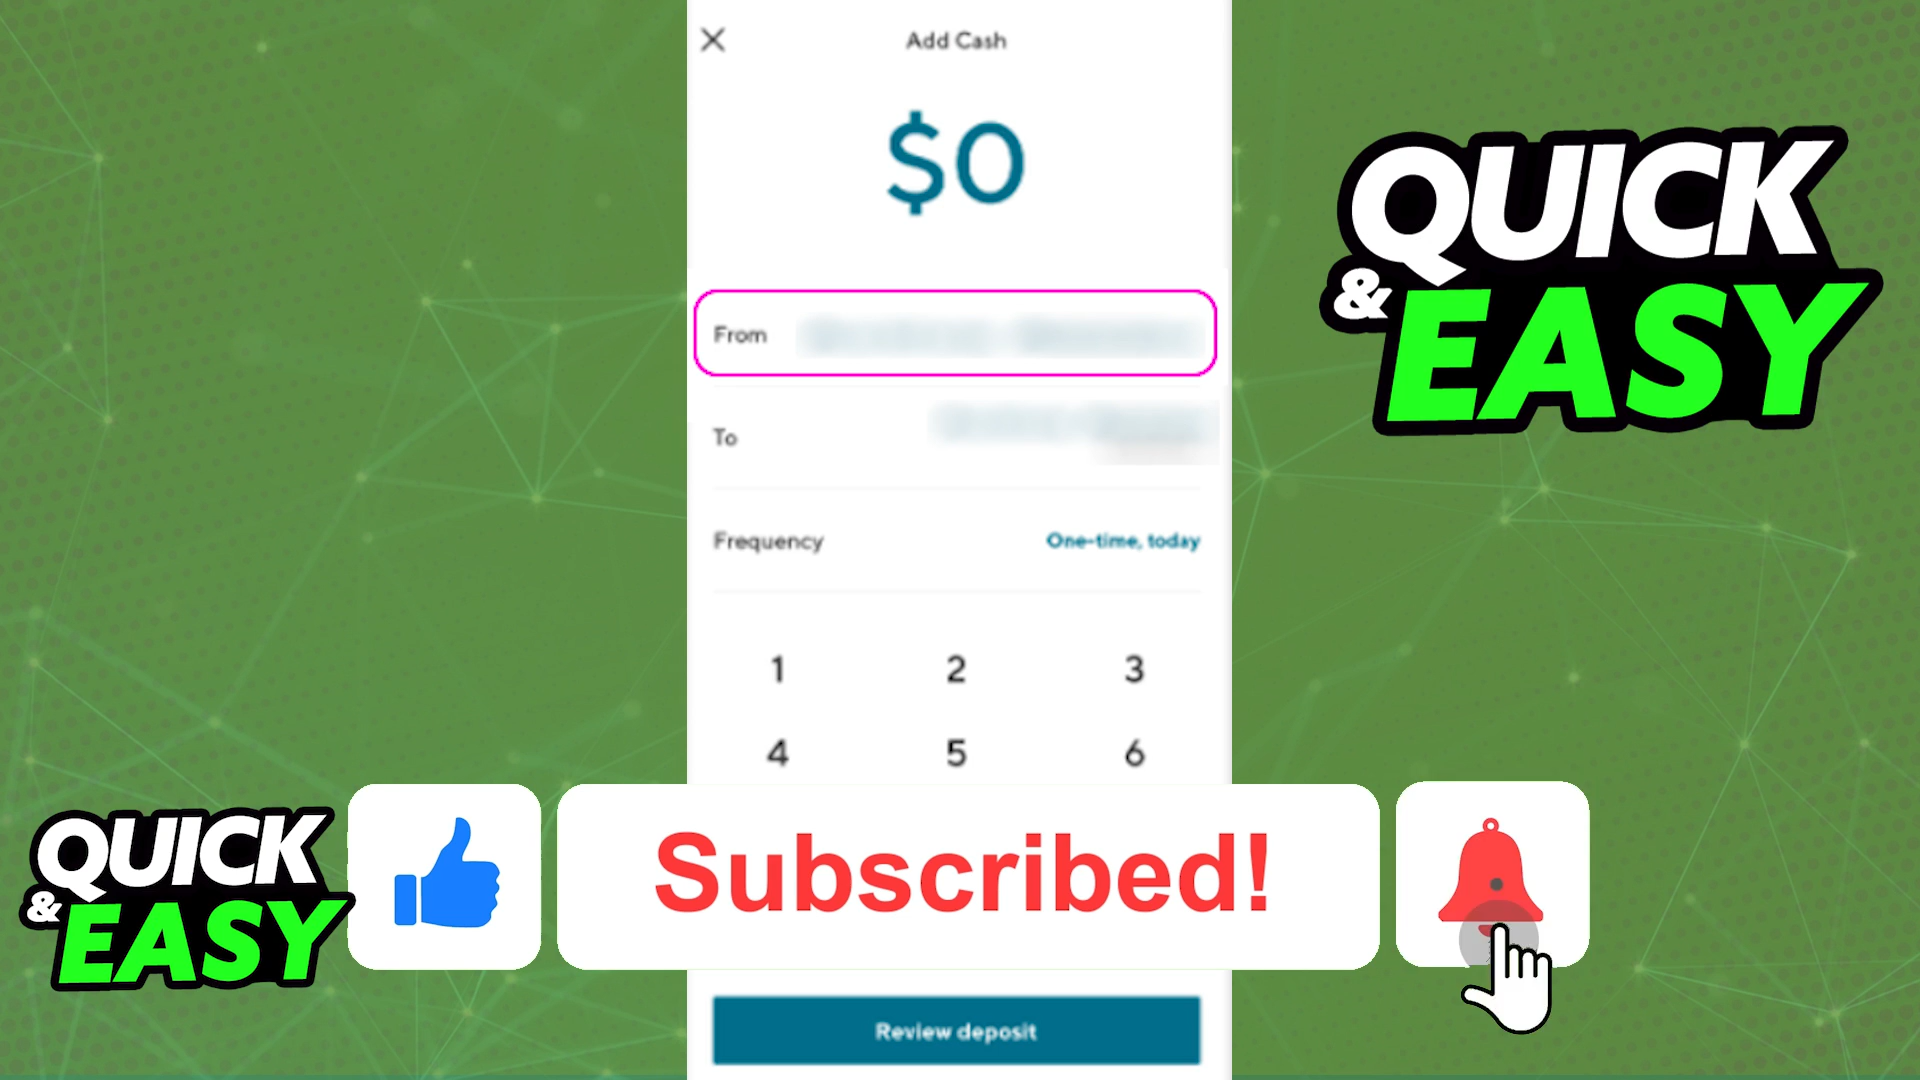 Add Cash
$0
QUICK
& EASY
From
To
Frequency One-time, today
1 2 3
4 5 6
QUICK
& EASY
Subscribed!
Review deposit